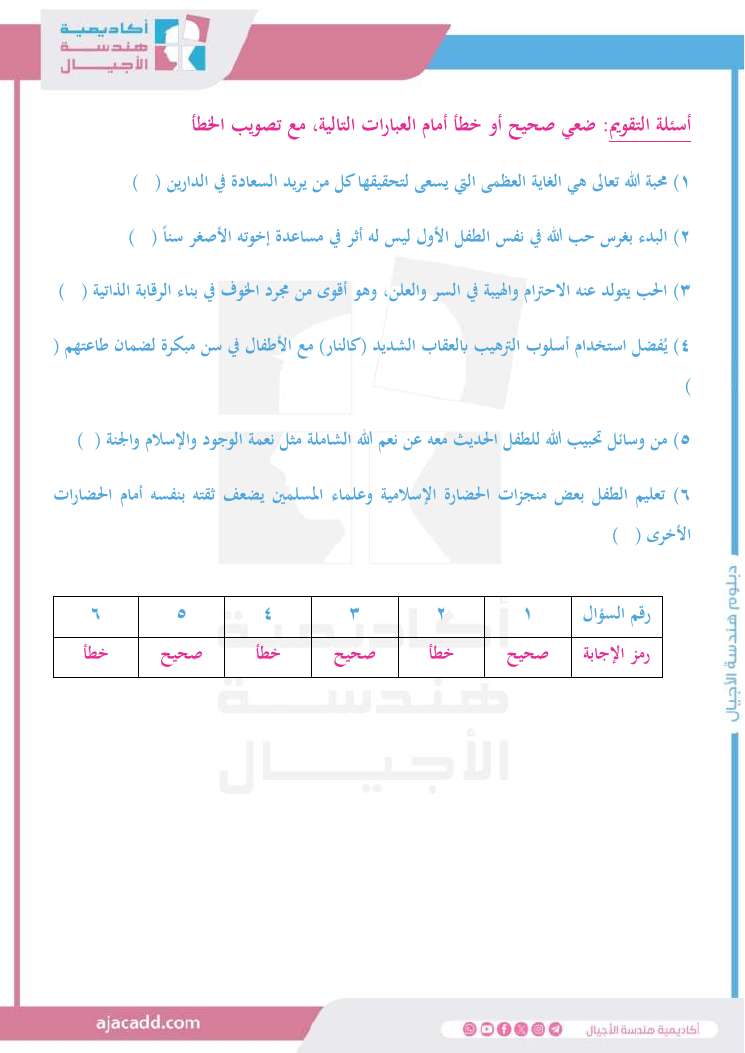 أكاديمية
هندسة
الأجيال
أسئلة التقويم: ضعي صحيح أو خطأ أمام العبارات التالية، مع تصويب الخطأ
١) محبة الله تعالى هي الغاية العظمى التي يسعى لتحقيقها كل من يريد السعادة في الدارين ( )
٢) البدء بغرس حب الله في نفس الطفل الأول ليس له أثر في مساعدة إخوته الأصغر سناً ( )
٣) الحب يتولد عنه الاحترام والهيبة في السر والعلن، وهو أقوى من مجرد الخوف في بناء الرقابة الذاتية ( )
٤) يُفضل استخدام أسلوب الترهيب بالعقاب الشديد (كالنار) مع الأطفال في سن مبكرة لضمان طاعتهم (
)
٥) من وسائل تحبيب الله للطفل الحديث معه عن نعم الله الشاملة مثل نعمة الوجود والإسلام والجنة ( )
٦) تعليم الطفل بعض منجزات الحضارة الإسلامية وعلماء المسلمين يضعف ثقته بنفسه أمام الحضارات
الأخرى ( )
رقم السؤال ١ ٢ ٣ ٤ ٥ ٦
رمز الإجابة صحيح خطأ صحيح خطأ صحيح خطأ
أكاديمية
هندسة
الأجيال
دبلوم هندسة الأجيال
أكاديمية هندسة الأجيال
ajacadd.com